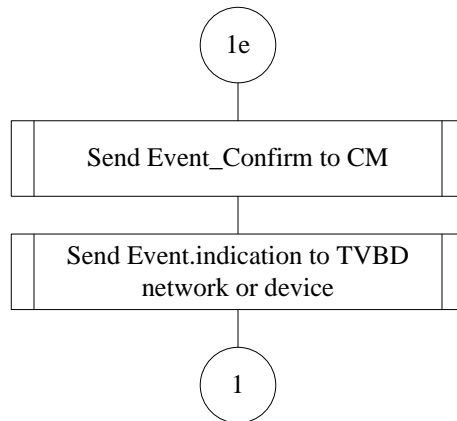 1e
Send Event_Confirm to CM
Send Event.indication to TVBD
network or device
1